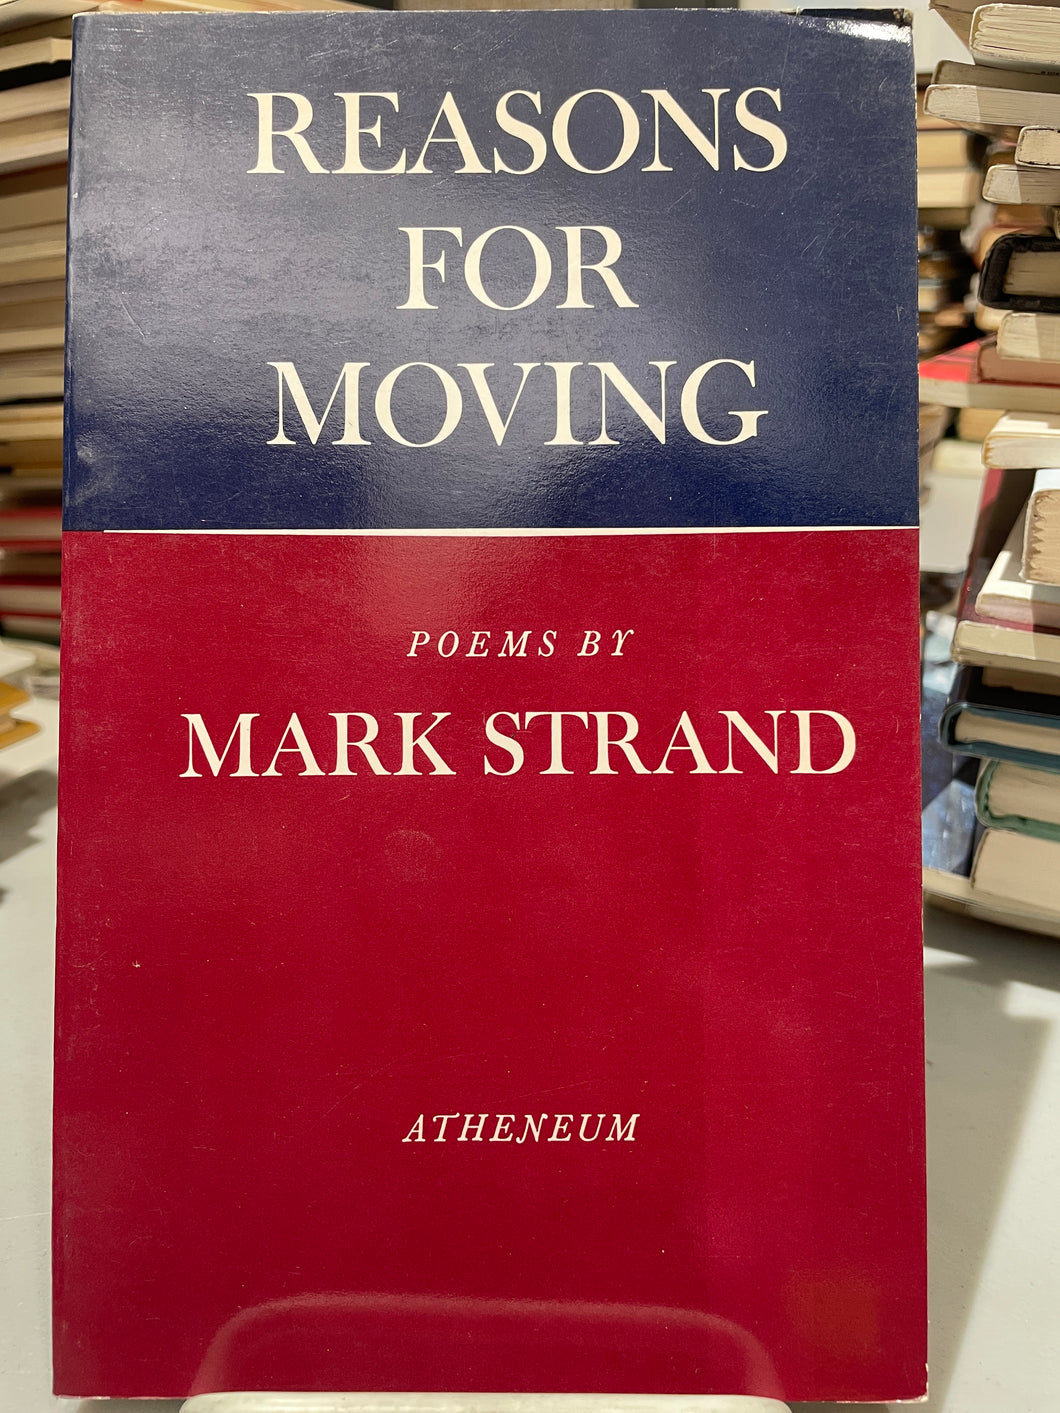 REASONS
FOR
MOVING
POEMS BY
MARK STRAND
ATHENEUM